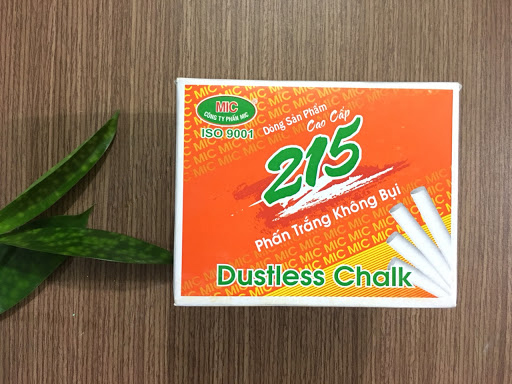 MIC
CÔNG TY PHẤN MIC
ISO 9001
Dòng Sản Phẩm
Cao Cấp
215
Phấn Trắng Không Bụi
Dustless Chalk